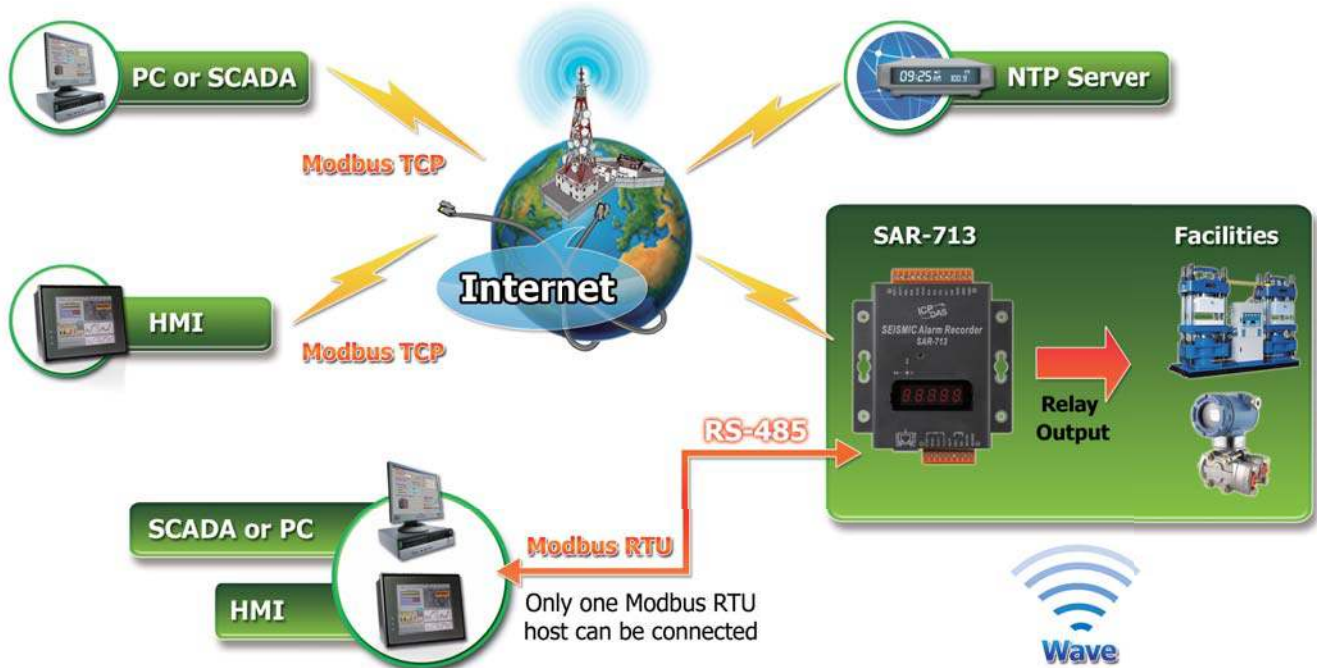 PC or SCADA
NTP Server
09:25
Modbus TCP
SAR-713
Facilities
Internet
ICP
DAS
SEISMIC Alarm Recorder
SAR-713
HMI
Modbus TCP
Relay
Output
RS-485
SCADA or PC
Modbus RTU
HMI
Only one Modbus RTU
host can be connected
Wave